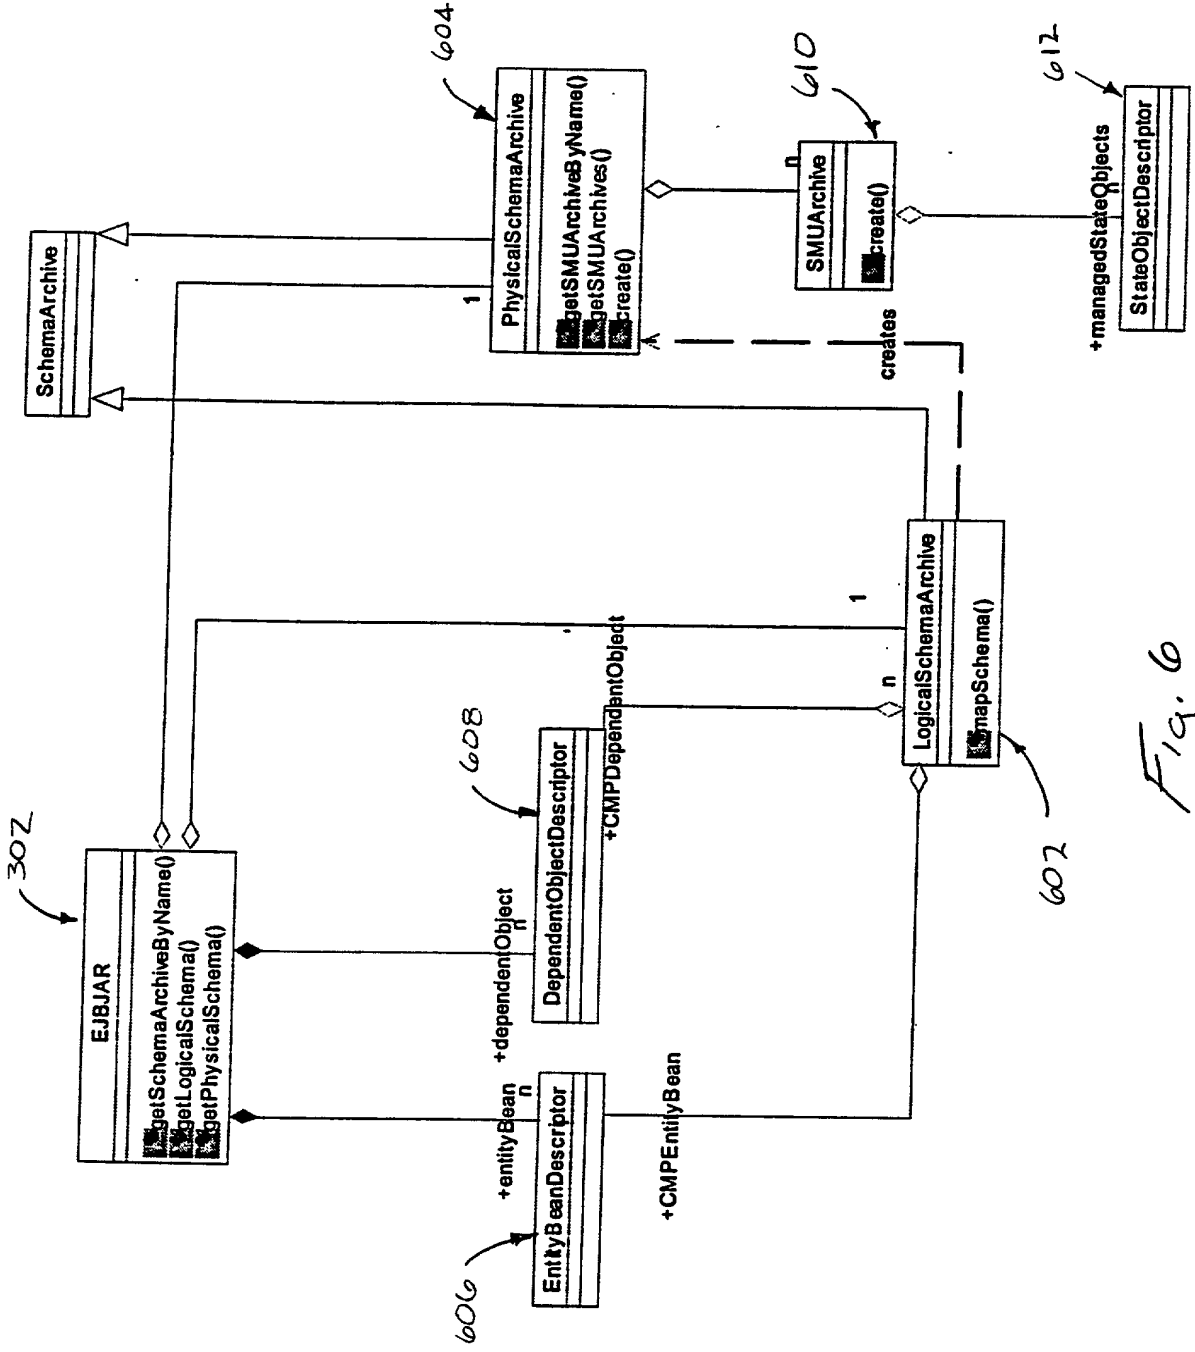 302
EJBJAR
getSchemaArchiveByName()
getLogicalSchema()
getPhysicalSchema()
SchemaArchive
604
PhysicalSchemaArchive
getSMUArchiveByName()
getSMUArchives()
create()
1
606
+entityBean
n
EntityBeanDescriptor
+CMPEntityBean
608
+dependentObject
n
DependentObjectDescriptor
+CMPDependentObject
n
1
LogicalSchemaArchive
mapSchema()
602
creates
n
610
SMUArchive
create()
+managedStateObjects
n
612
StateObjectDescriptor
Fig. 6